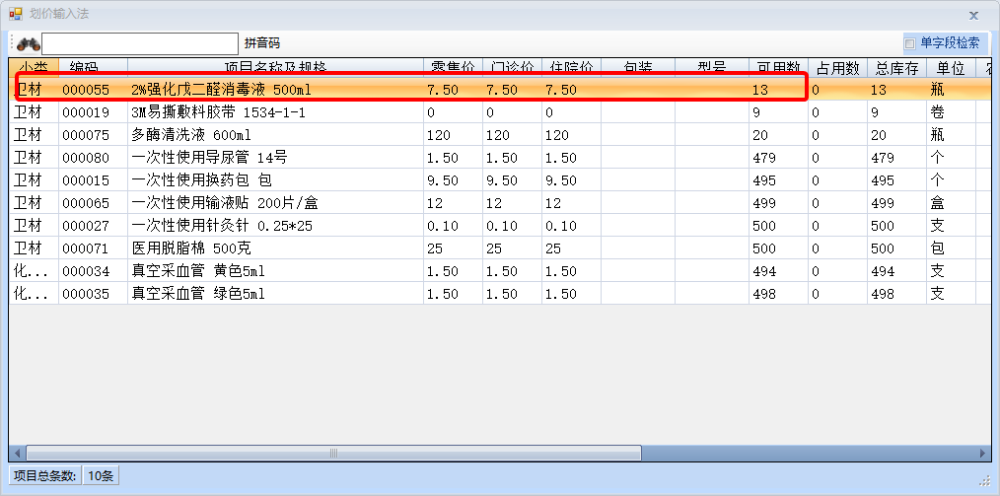 划价输入法
拼音码 单字段检索
小类 编码 项目名称及规格 零售价 门诊价 住院价 包装 型号 可用数 占用数 总库存 单位
卫材 000055 2%强化戊二醛消毒液 500ml 7.50 7.50 7.50 13 0 13 瓶
卫材 000019 3M易撕敷料胶带 1534-1-1 0 0 0 9 0 9 卷
卫材 000075 多酶清洗液 600ml 120 120 120 20 0 20 瓶
卫材 000080 一次性使用导尿管 14号 1.50 1.50 1.50 479 0 479 个
卫材 000015 一次性使用换药包 包 9.50 9.50 9.50 495 0 495 个
卫材 000065 一次性使用输液贴 200片/盒 12 12 12 499 0 499 盒
卫材 000027 一次性使用针灸针 0.25*25 0.10 0.10 0.10 500 0 500 支
卫材 000071 医用脱脂棉 500克 25 25 25 500 0 500 包
化... 000034 真空采血管 黄色5ml 1.50 1.50 1.50 494 0 494 支
化... 000035 真空采血管 绿色5ml 1.50 1.50 1.50 498 0 498 支
项目总条数: 10条